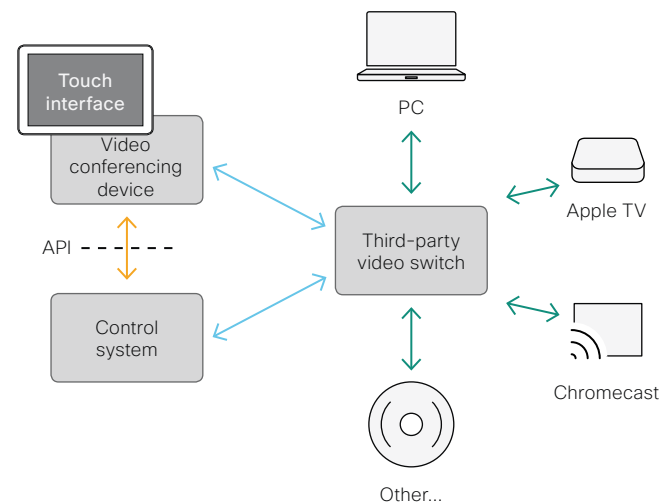 Touch
interface
Video
conferencing
device
API
Control
system
Third-party
video switch
PC
Apple TV
Chromecast
Other...